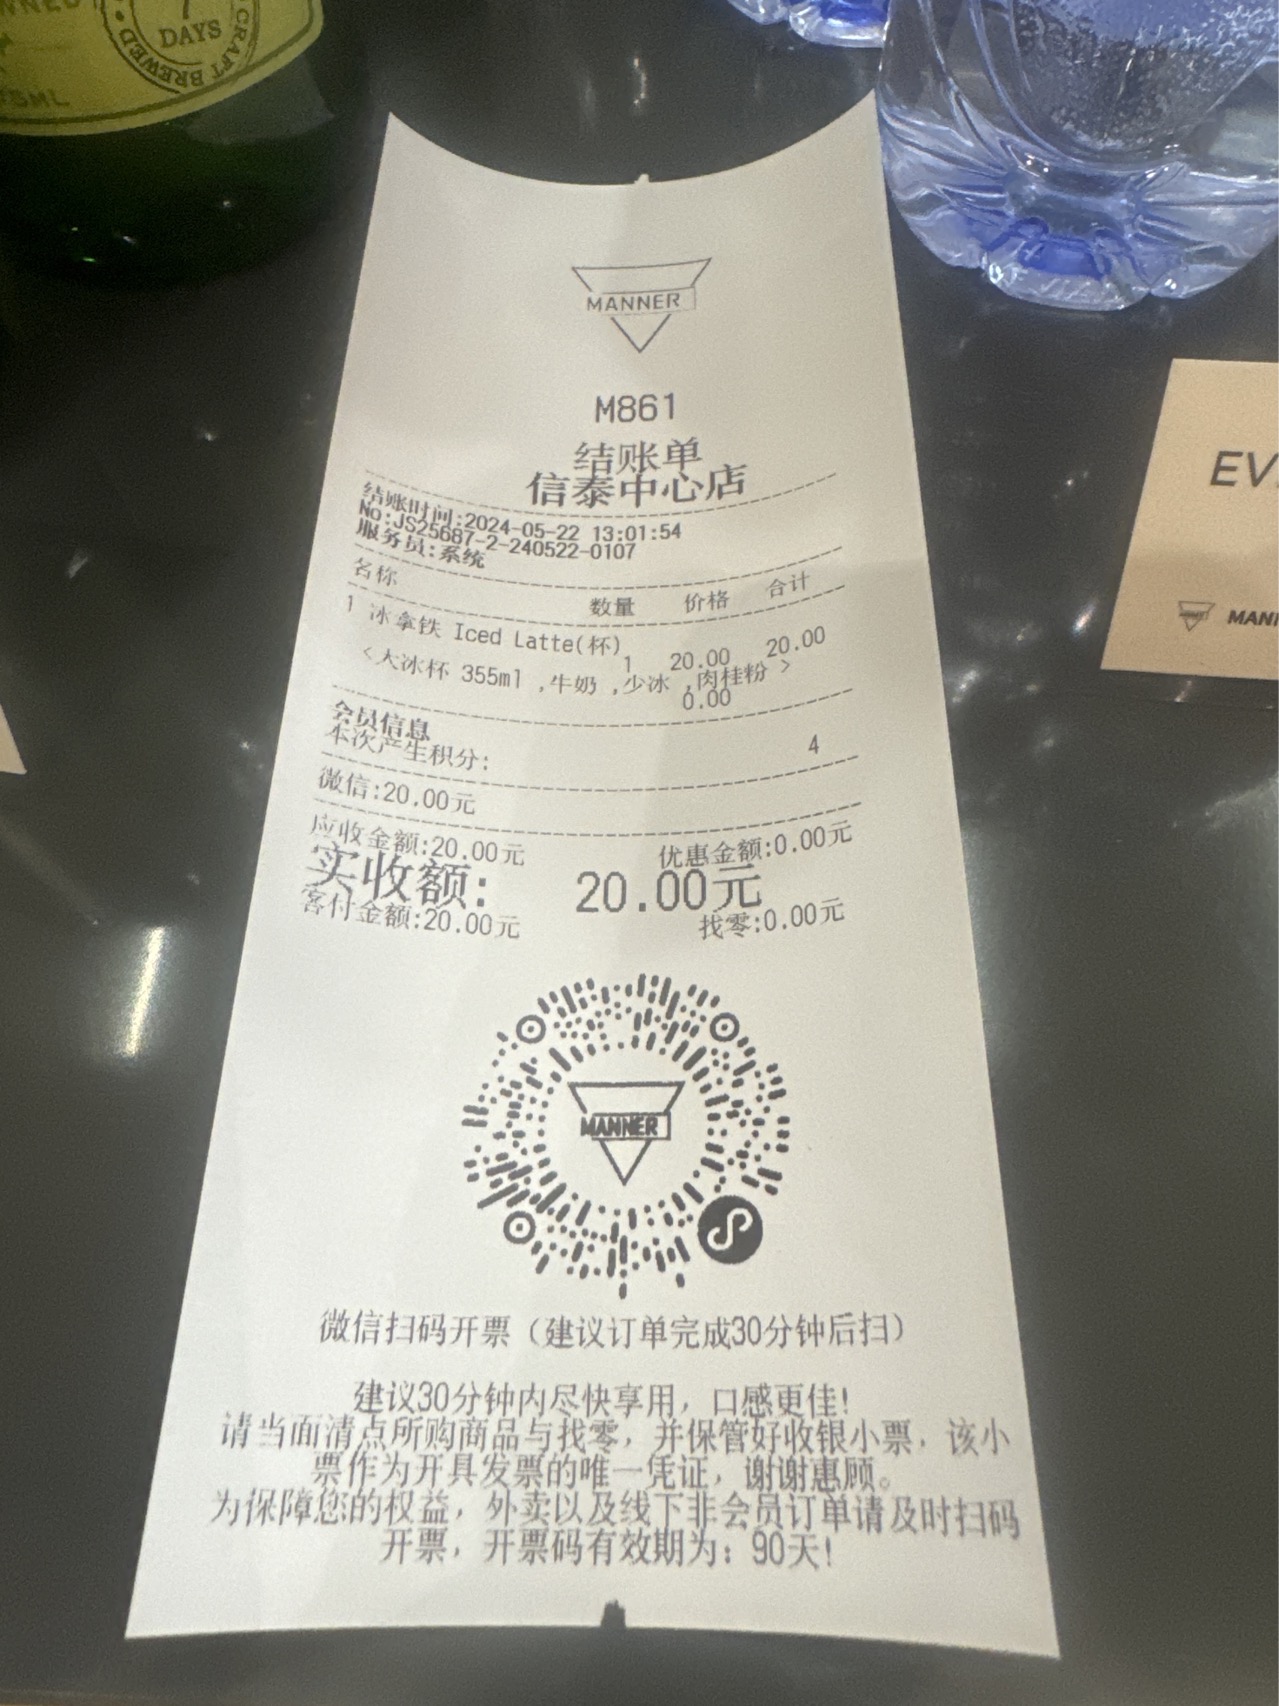 DAYS
CRAFT BREWED
MANNER
M861
结账单
信泰中心店
结账时间:2024-05-22 13:01:54
No:JS25687-2-240522-0107
服务员:系统
名称 数量 价格 合计
1 冰拿铁 Iced Latte(杯) 1 20.00 20.00
<大冰杯 355ml ,牛奶 ,少冰 ,肉桂粉 >
0.00
会员信息
本次产生积分: 4
微信:20.00元
应收金额:20.00元 优惠金额:0.00元
实收额: 20.00元
客付金额:20.00元 找零:0.00元
MANNER
微信扫码开票（建议订单完成30分钟后扫）
建议30分钟内尽快享用，口感更佳!
请当面清点所购商品与找零，并保管好收银小票，该小
票作为开具发票的唯一凭证，谢谢惠顾。
为保障您的权益，外卖以及线下非会员订单请及时扫码
开票，开票码有效期为：90天!
EV
MANN